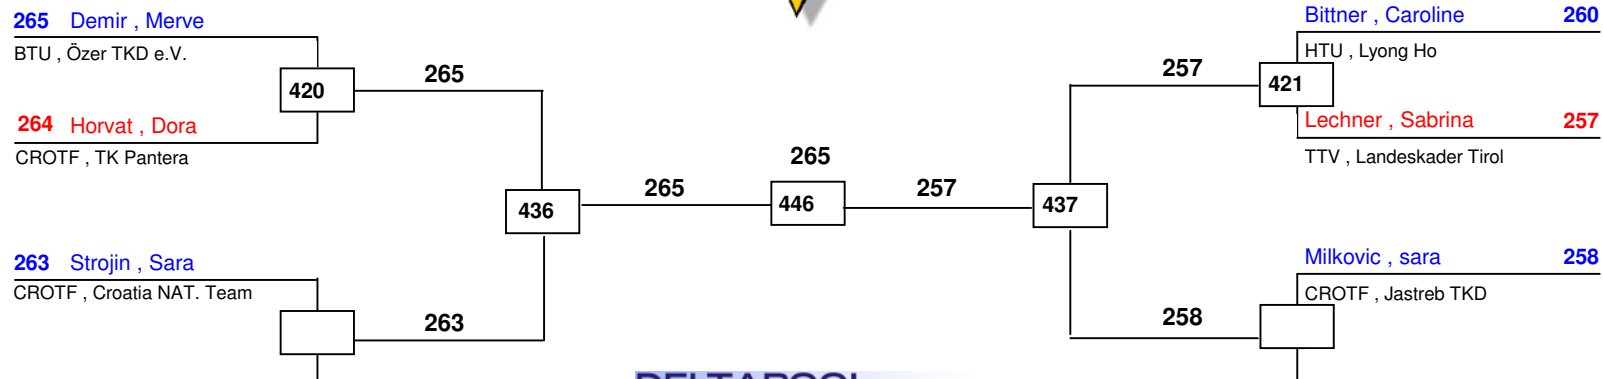 265 Demir , Merve
BTU , Özer TKD e.V.
420
265
264 Horvat , Dora
CROTF , TK Pantera
436
265
263 Strojin , Sara
CROTF , Croatia NAT. Team
263
265
446
257
Bittner , Caroline 260
HTU , Lyong Ho
257
421
Lechner , Sabrina 257
TTV , Landeskader Tirol
437
Milkovic , sara 258
CROTF , Jastreb TKD
258